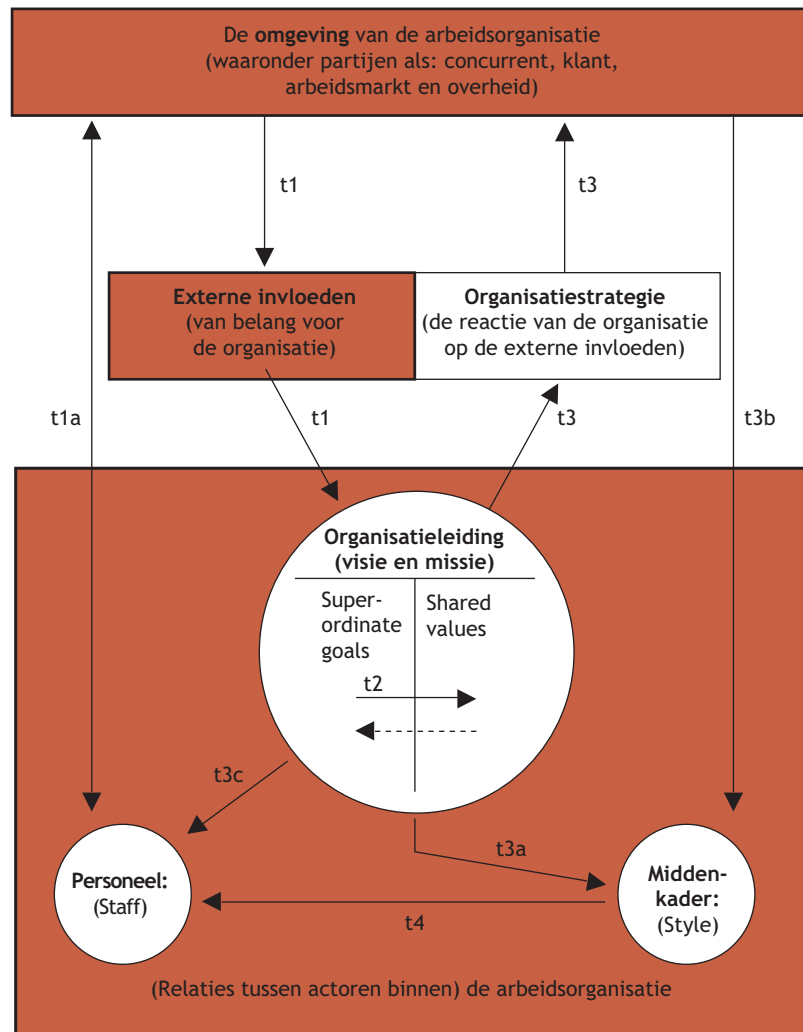 De omgeving van de arbeidsorganisatie
(waaronder partijen als: concurrent, klant,
arbeidsmarkt en overheid)
t1
t3
Externe invloeden
(van belang voor
de organisatie)
Organisatiestrategie
(de reactie van de organisatie
op de externe invloeden)
t1a
t1
t3
t3b
Organisatieleiding
(visie en missie)
Super-
ordinate
goals
Shared
values
t2
t3c
t3a
Personeel:
(Staff)
Midden-
kader:
(Style)
t4
(Relaties tussen actoren binnen) de arbeidsorganisatie